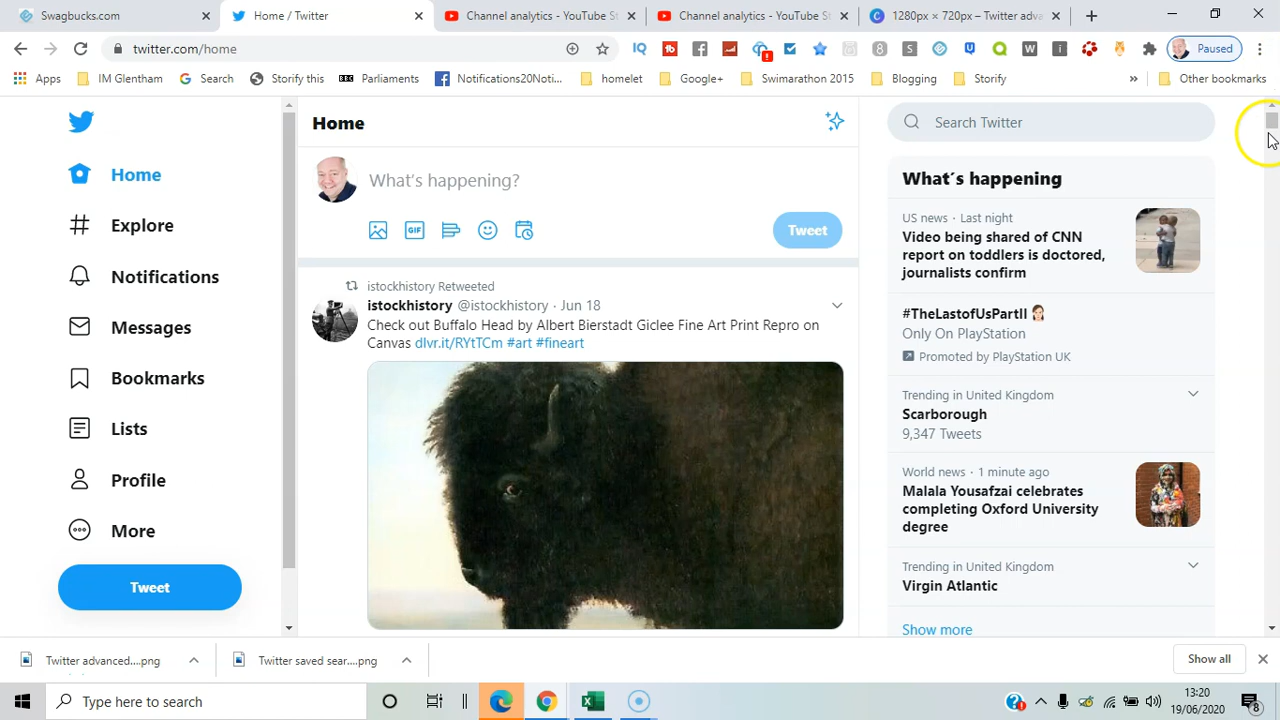 Swagbucks.com
Home / Twitter
Channel analytics - YouTube St
Channel analytics - YouTube St
1280px × 720px – Twitter adva
twitter.com/home
Paused
Apps
IM Glentham
Search
Storify this
Parliaments
Notifications20Noti...
homelet
Google+
Swimarathon 2015
Blogging
Storify
»
Other bookmarks
Home
Explore
Notifications
Messages
Bookmarks
Lists
Profile
More
Tweet
Home
What's happening?
GIF
Tweet
istockhistory Retweeted
istockhistory @istockhistory · Jun 18
Check out Buffalo Head by Albert Bierstadt Giclee Fine Art Print Repro on
Canvas dlvr.it/RYtTCm #art #fineart
Search Twitter
What's happening
US news · Last night
Video being shared of CNN
report on toddlers is doctored,
journalists confirm
#TheLastofUsPartII
Only On PlayStation
Promoted by PlayStation UK
Trending in United Kingdom
Scarborough
9,347 Tweets
World news · 1 minute ago
Malala Yousafzai celebrates
completing Oxford University
degree
Trending in United Kingdom
Virgin Atlantic
Show more
Twitter advanced....png
Twitter saved sear....png
Show all
Type here to search
13:20
19/06/2020
8